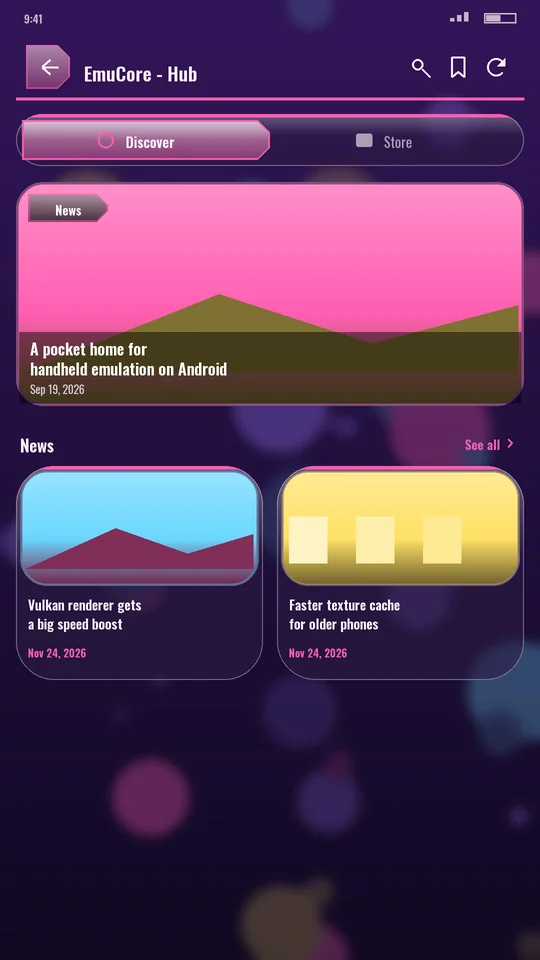 9:41
EmuCore - Hub
Discover
Store
News
A pocket home for
handheld emulation on Android
Sep 19, 2026
News
See all
Vulkan renderer gets
a big speed boost
Nov 24, 2026
Faster texture cache
for older phones
Nov 24, 2026